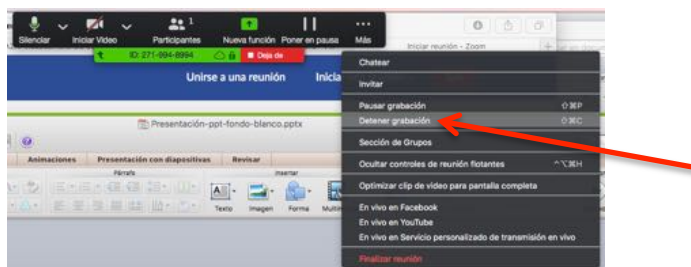 1
Silenciar
Iniciar Video
Participantes
Nueva función
Poner en pausa
Más
ID: 271-994-8994
Deja de
Iniciar reunión - Zoom
Unirse a una reunión
Inicia
Presentación-ppt-fondo-blanco.pptx
Animaciones
Presentación con diapositivas
Revisar
Párrafo
Insertar
Texto
Imagen
Forma
Multim
Chatear
Invitar
Pausar grabación ⇧⌘P
Detener grabación ⇧⌘C
Sección de Grupos
Ocultar controles de reunión flotantes ^⌥⌘H
Optimizar clip de video para pantalla completa
En vivo en Facebook
En vivo en YouTube
En vivo en Servicio personalizado de transmisión en vivo
Finalizar reunión